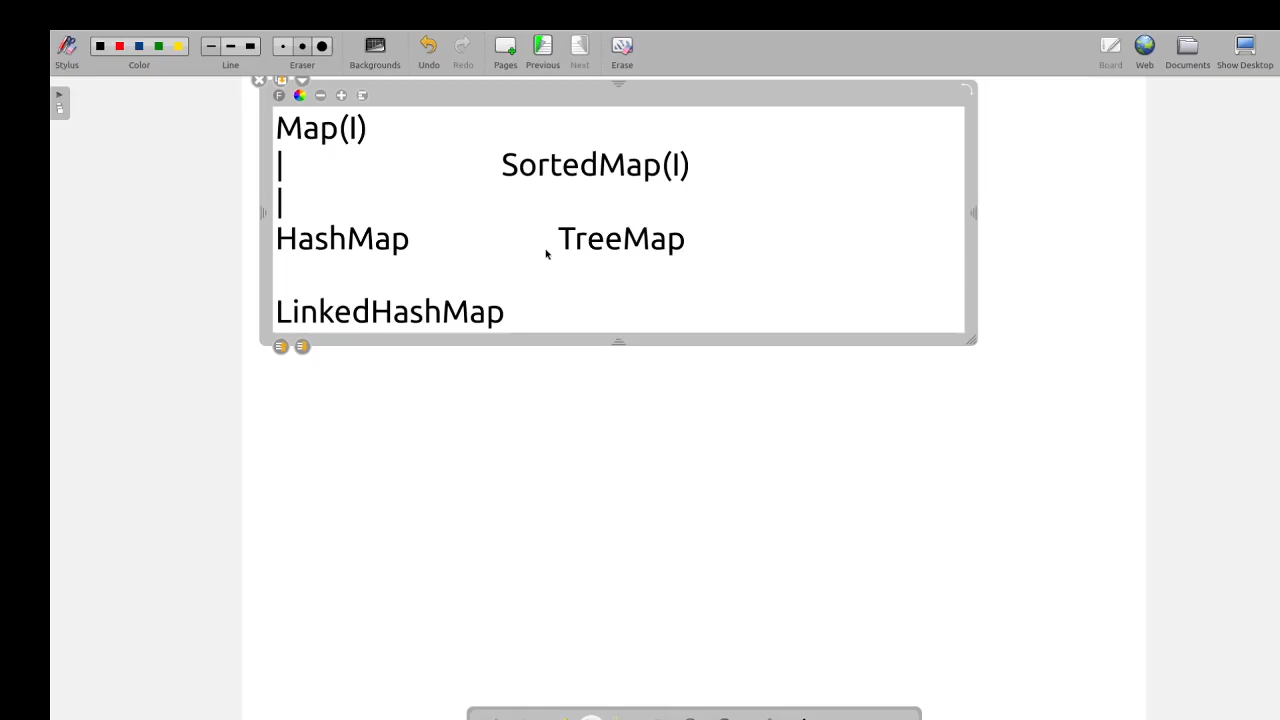 Stylus Color Line Eraser Backgrounds Undo Redo Pages Previous Next Erase Board Web Documents Show Desktop
F
Map(I)
| SortedMap(I)
|
HashMap TreeMap
LinkedHashMap